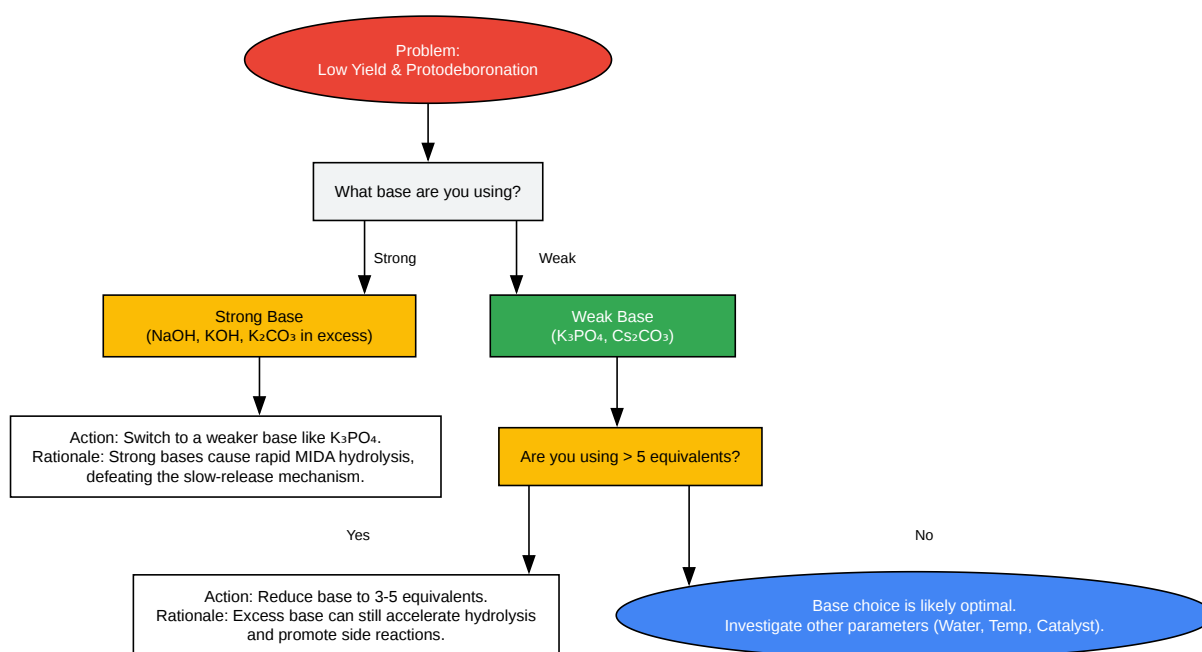 Problem:
Low Yield & Protodeboronation
What base are you using?
Strong
Weak
Strong Base
(NaOH, KOH, K₂CO₃ in excess)
Weak Base
(K₃PO₄, Cs₂CO₃)
Action: Switch to a weaker base like K₃PO₄.
Rationale: Strong bases cause rapid MIDA hydrolysis,
defeating the slow-release mechanism.
Are you using > 5 equivalents?
Yes
No
Action: Reduce base to 3-5 equivalents.
Rationale: Excess base can still accelerate hydrolysis
and promote side reactions.
Base choice is likely optimal.
Investigate other parameters (Water, Temp, Catalyst).